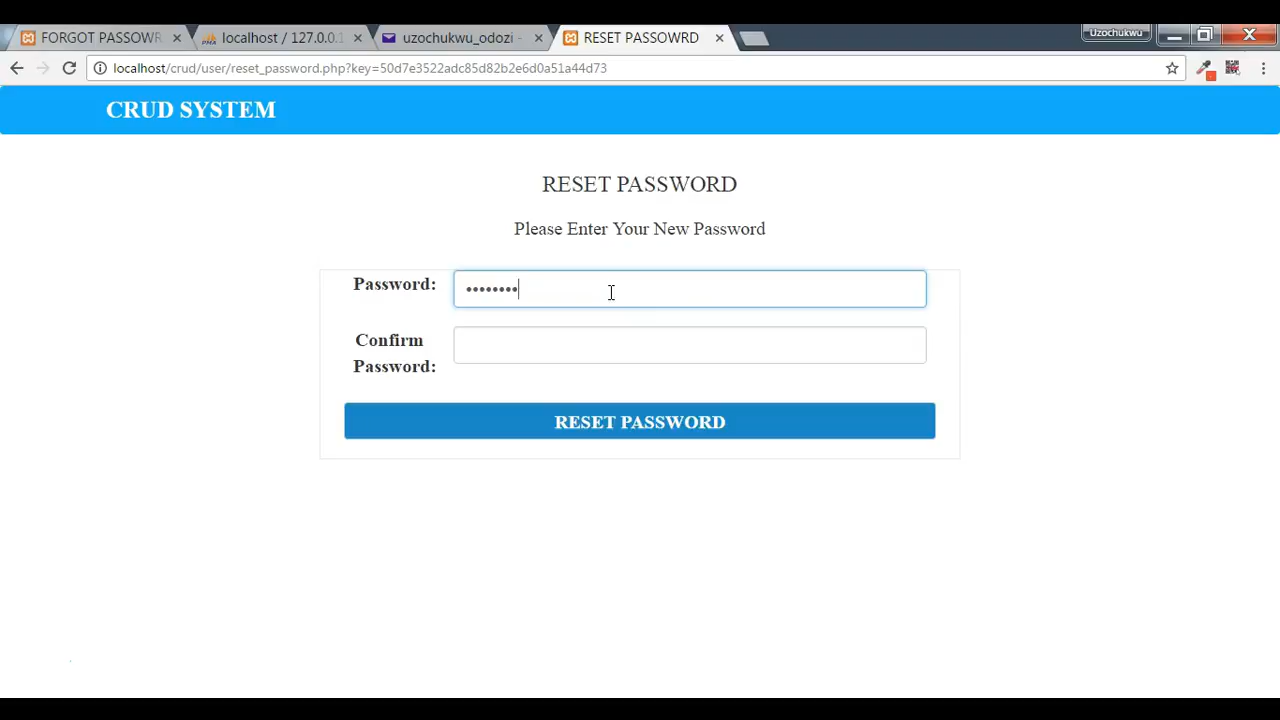 FORGOT PASSOWR
localhost / 127.0.0.1
uzochukwu_odozi -
RESET PASSOWRD
Uzochukwu
localhost/crud/user/reset_password.php?key=50d7e3522adc85d82b2e6d0a51a44d73
CRUD SYSTEM
RESET PASSWORD
Please Enter Your New Password
Password:
••••••••
Confirm
Password:
RESET PASSWORD